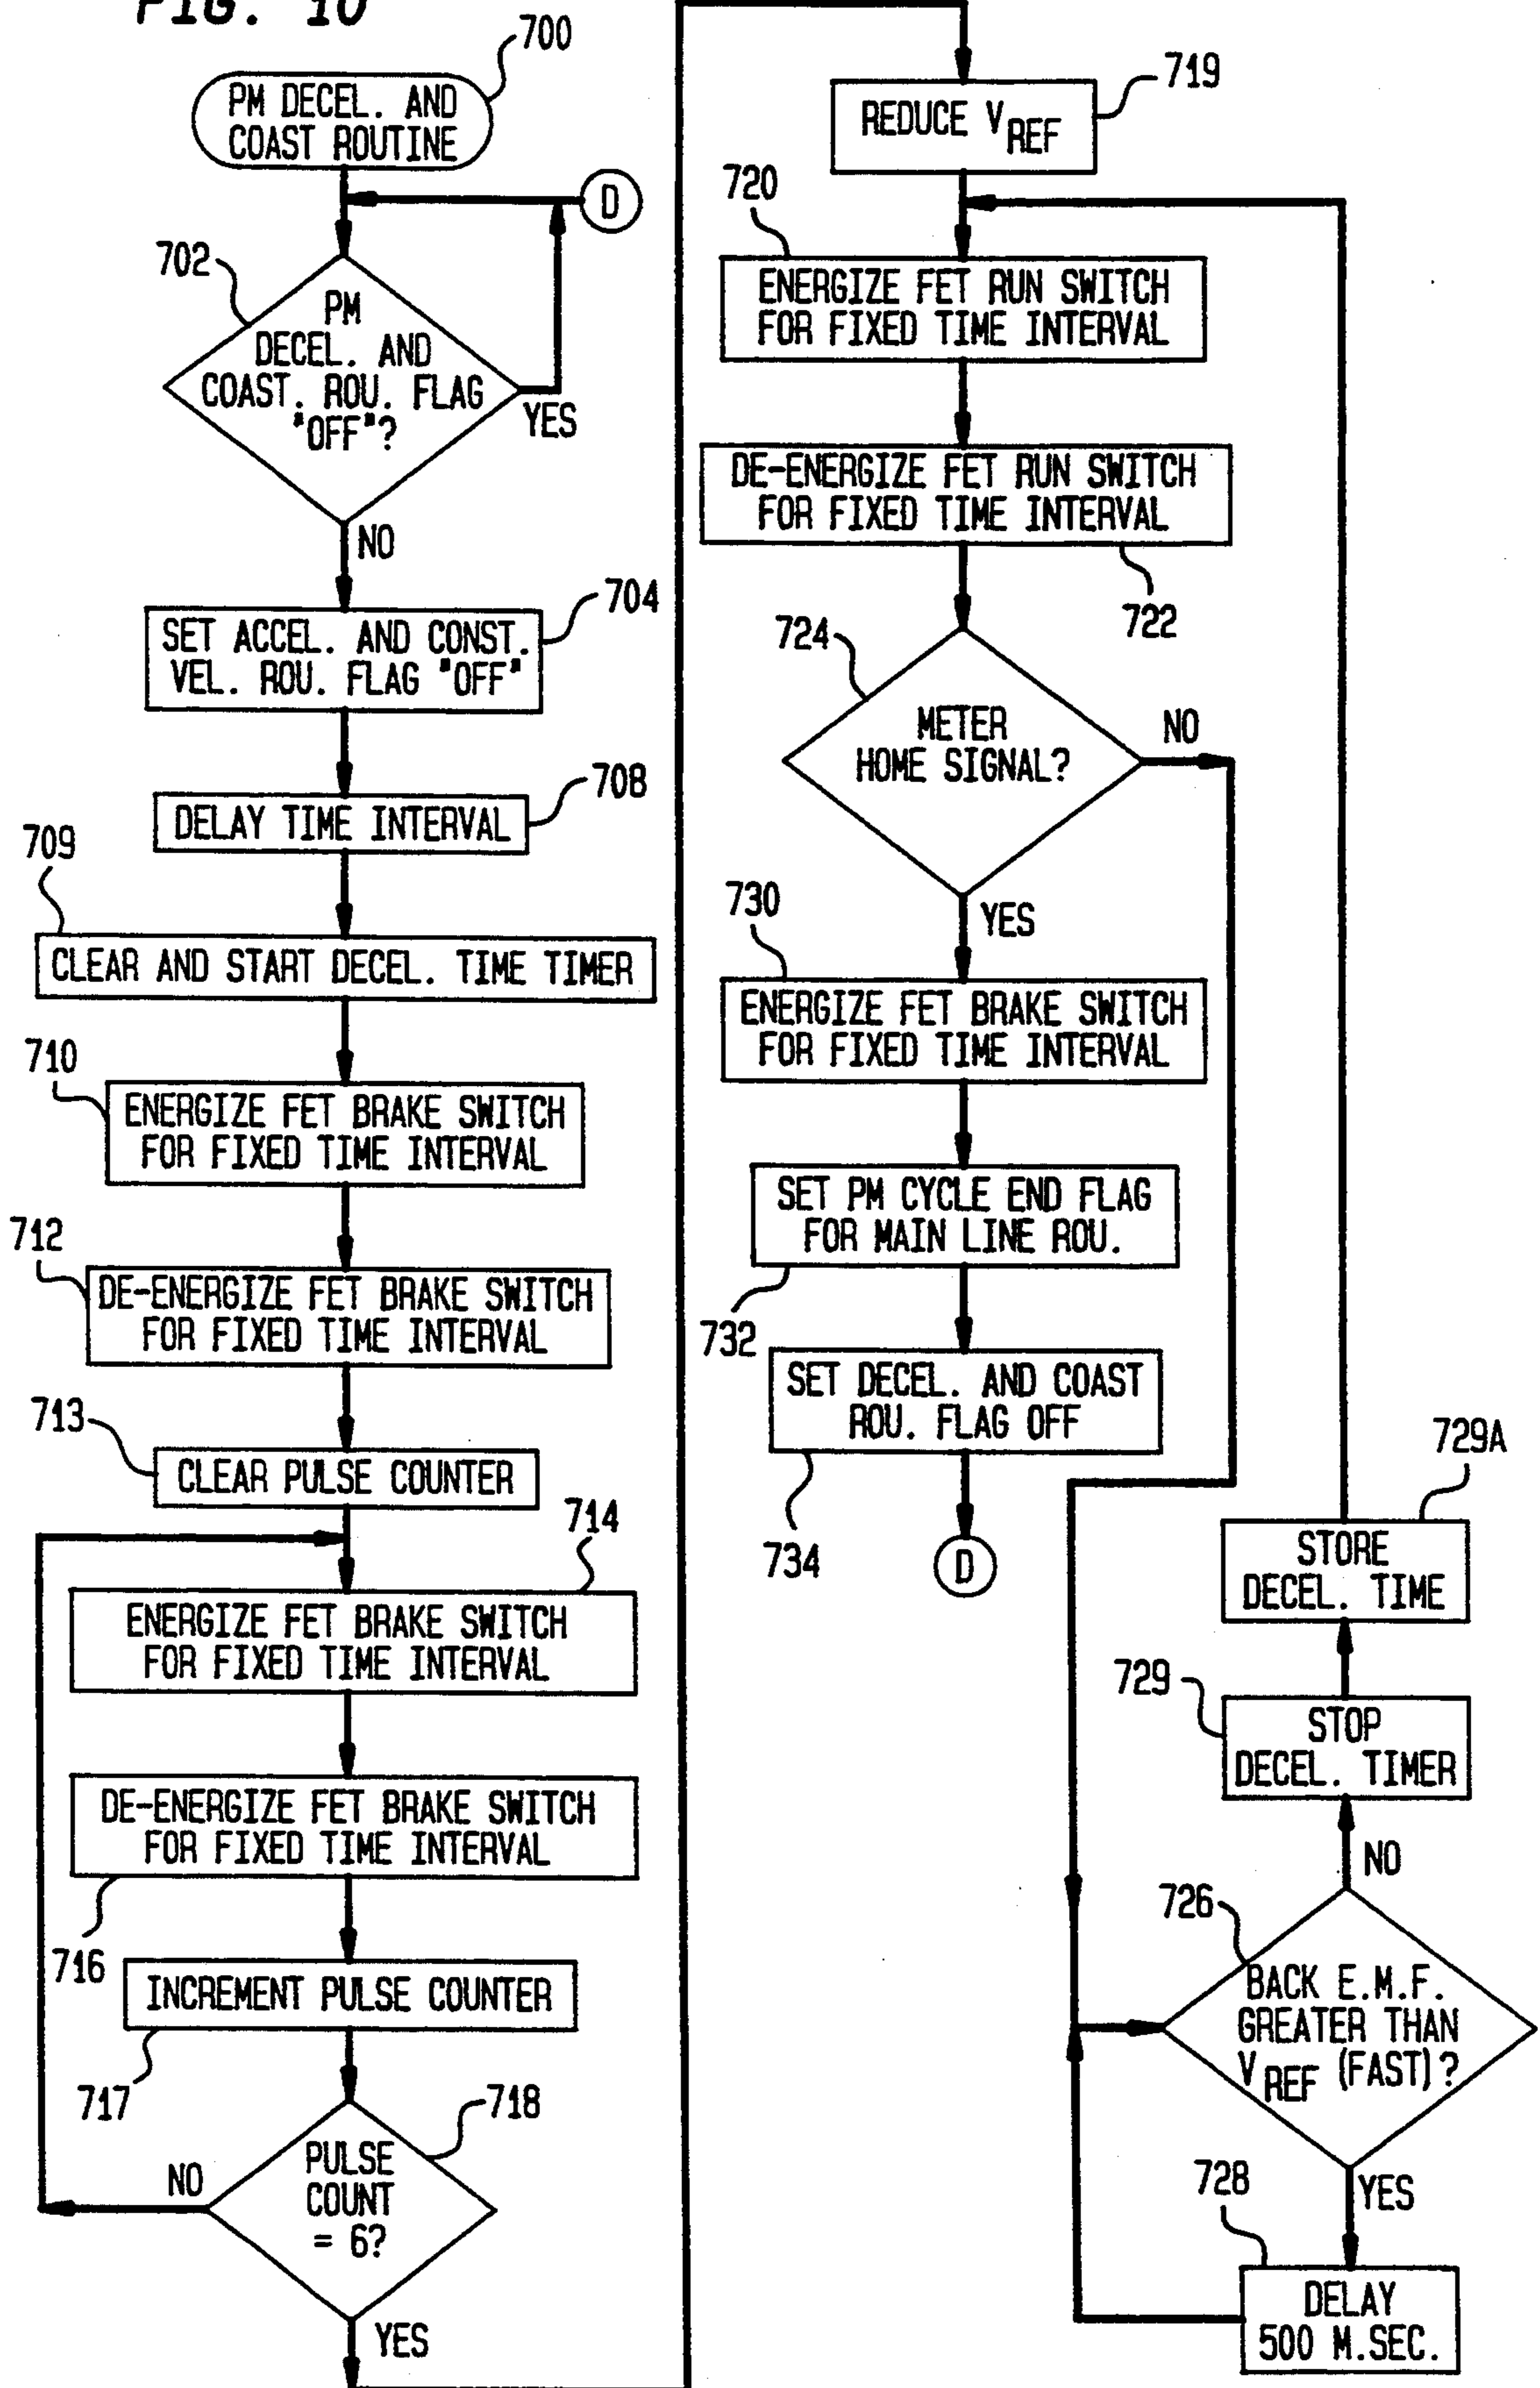 FIG. 10
700
PM DECEL. AND
COAST ROUTINE
D
702
PM
DECEL. AND
COAST. ROU. FLAG
"OFF"?
YES
NO
704
SET ACCEL. AND CONST.
VEL. ROU. FLAG "OFF"
708
DELAY TIME INTERVAL
709
CLEAR AND START DECEL. TIME TIMER
710
ENERGIZE FET BRAKE SWITCH
FOR FIXED TIME INTERVAL
712
DE-ENERGIZE FET BRAKE SWITCH
FOR FIXED TIME INTERVAL
713
CLEAR PULSE COUNTER
714
ENERGIZE FET BRAKE SWITCH
FOR FIXED TIME INTERVAL
DE-ENERGIZE FET BRAKE SWITCH
FOR FIXED TIME INTERVAL
716
INCREMENT PULSE COUNTER
717
718
PULSE
COUNT
= 6?
NO
YES
719
REDUCE VREF
720
ENERGIZE FET RUN SWITCH
FOR FIXED TIME INTERVAL
DE-ENERGIZE FET RUN SWITCH
FOR FIXED TIME INTERVAL
722
724
METER
HOME SIGNAL?
NO
YES
730
ENERGIZE FET BRAKE SWITCH
FOR FIXED TIME INTERVAL
SET PM CYCLE END FLAG
FOR MAIN LINE ROU.
732
SET DECEL. AND COAST
ROU. FLAG OFF
734
D
729A
STORE
DECEL. TIME
729
STOP
DECEL. TIMER
NO
726
BACK E.M.F.
GREATER THAN
VREF (FAST)?
YES
728
DELAY
500 M.SEC.